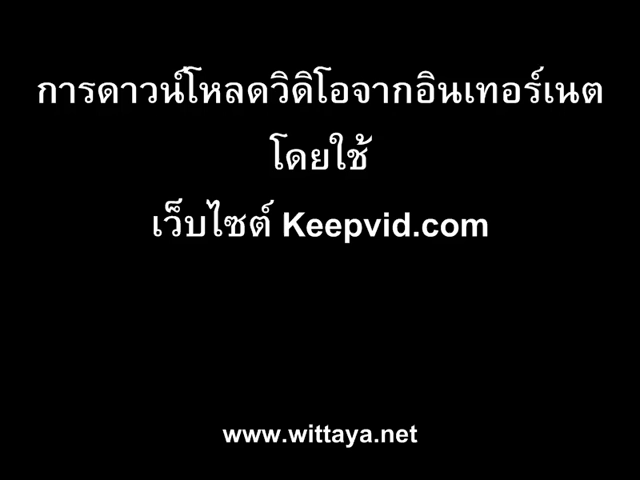 การดาวน์โหลดวิดิโอจากอินเทอร์เนต
โดยใช้
เว็บไซต์ Keepvid.com
www.wittaya.net